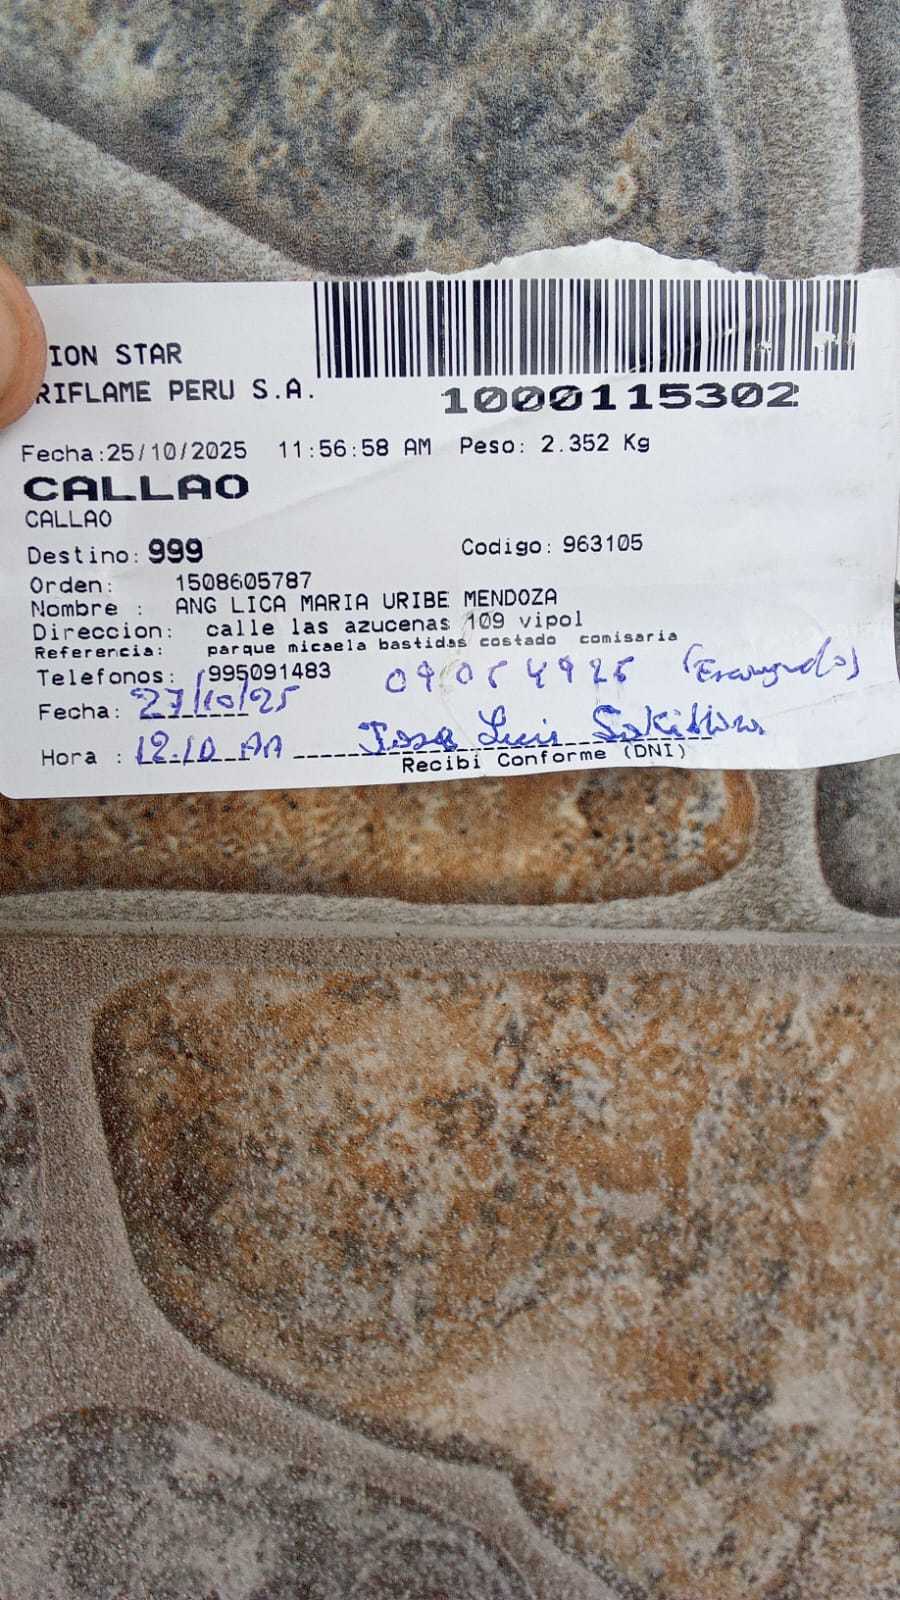 ION STAR
RIFLAME PERU S.A.
1000115302
Fecha:25/10/2025 11:56:58 AM Peso: 2.352 Kg
CALLAO
CALLAO
Destino: 999 Codigo: 963105
Orden: 1508605787
Nombre : ANG LICA MARIA URIBE MENDOZA
Direccion: calle las azucenas 109 vipol
Referencia: parque micaela bastidas costado comisaria
Telefonos: 995091483
Fecha: 27/10/25
Hora : 12:10 Luis
Recibi Conforme (DNI)